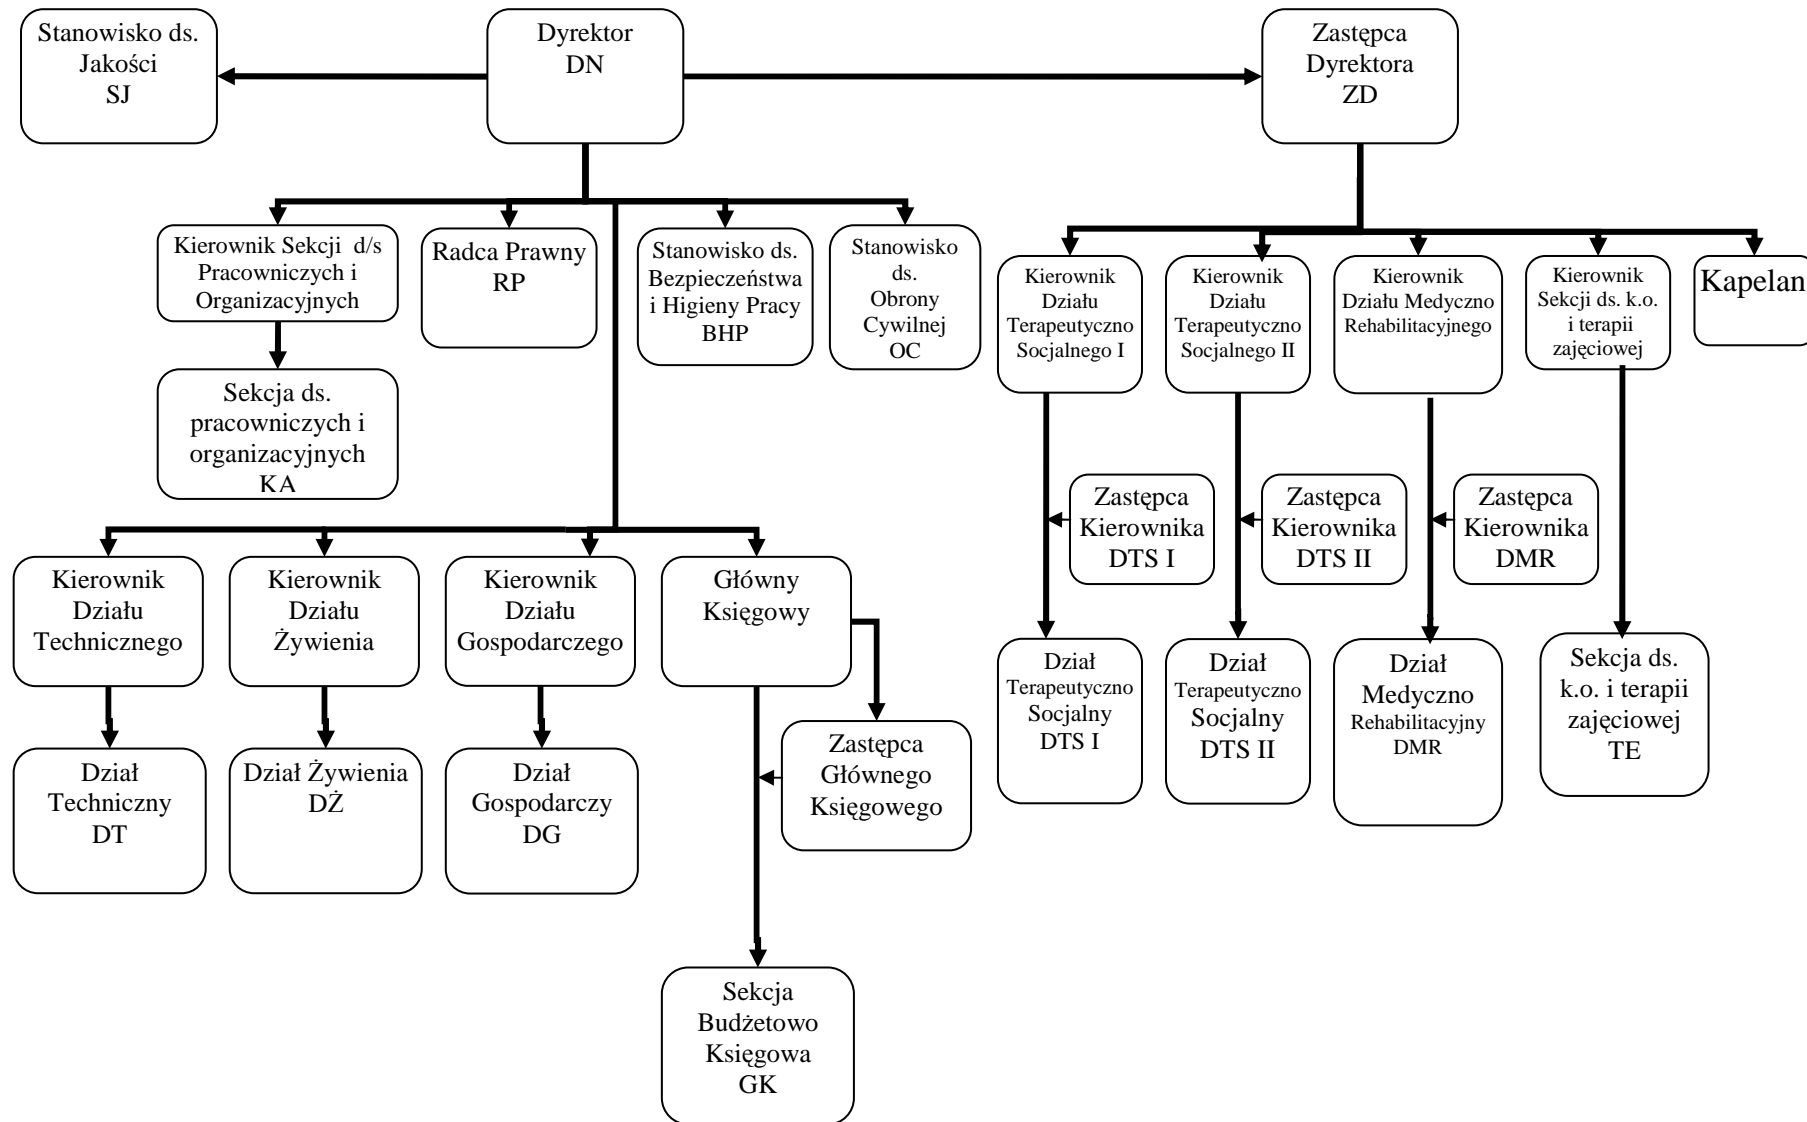 Stanowisko ds.
Jakości
SJ
Dyrektor
DN
Zastępca
Dyrektora
ZD
Kierownik Sekcji d/s
Pracowniczych i
Organizacyjnych
Radca Prawny
RP
Stanowisko ds.
Bezpieczeństwa
i Higieny Pracy
BHP
Stanowisko
ds.
Obrony
Cywilnej
OC
Kierownik
Działu
Terapeutyczno
Socjalnego I
Kierownik
Działu
Terapeutyczno
Socjalnego II
Kierownik
Działu Medyczno
Rehabilitacyjnego
Kierownik
Sekcji ds. k.o.
i terapii
zajęciowej
Kapelan
Sekcja ds.
pracowniczych i
organizacyjnych
KA
Zastępca
Kierownika
DTS I
Zastępca
Kierownika
DTS II
Zastępca
Kierownika
DMR
Kierownik
Działu
Technicznego
Kierownik
Działu
Żywienia
Kierownik
Działu
Gospodarczego
Główny
Księgowy
Dział
Terapeutyczno
Socjalny
DTS I
Dział
Terapeutyczno
Socjalny
DTS II
Dział
Medyczno
Rehabilitacyjny
DMR
Sekcja ds.
k.o. i terapii
zajęciowej
TE
Dział
Techniczny
DT
Dział Żywienia
DŻ
Dział
Gospodarczy
DG
Zastępca
Głównego
Księgowego
Sekcja
Budżetowo
Księgowa
GK